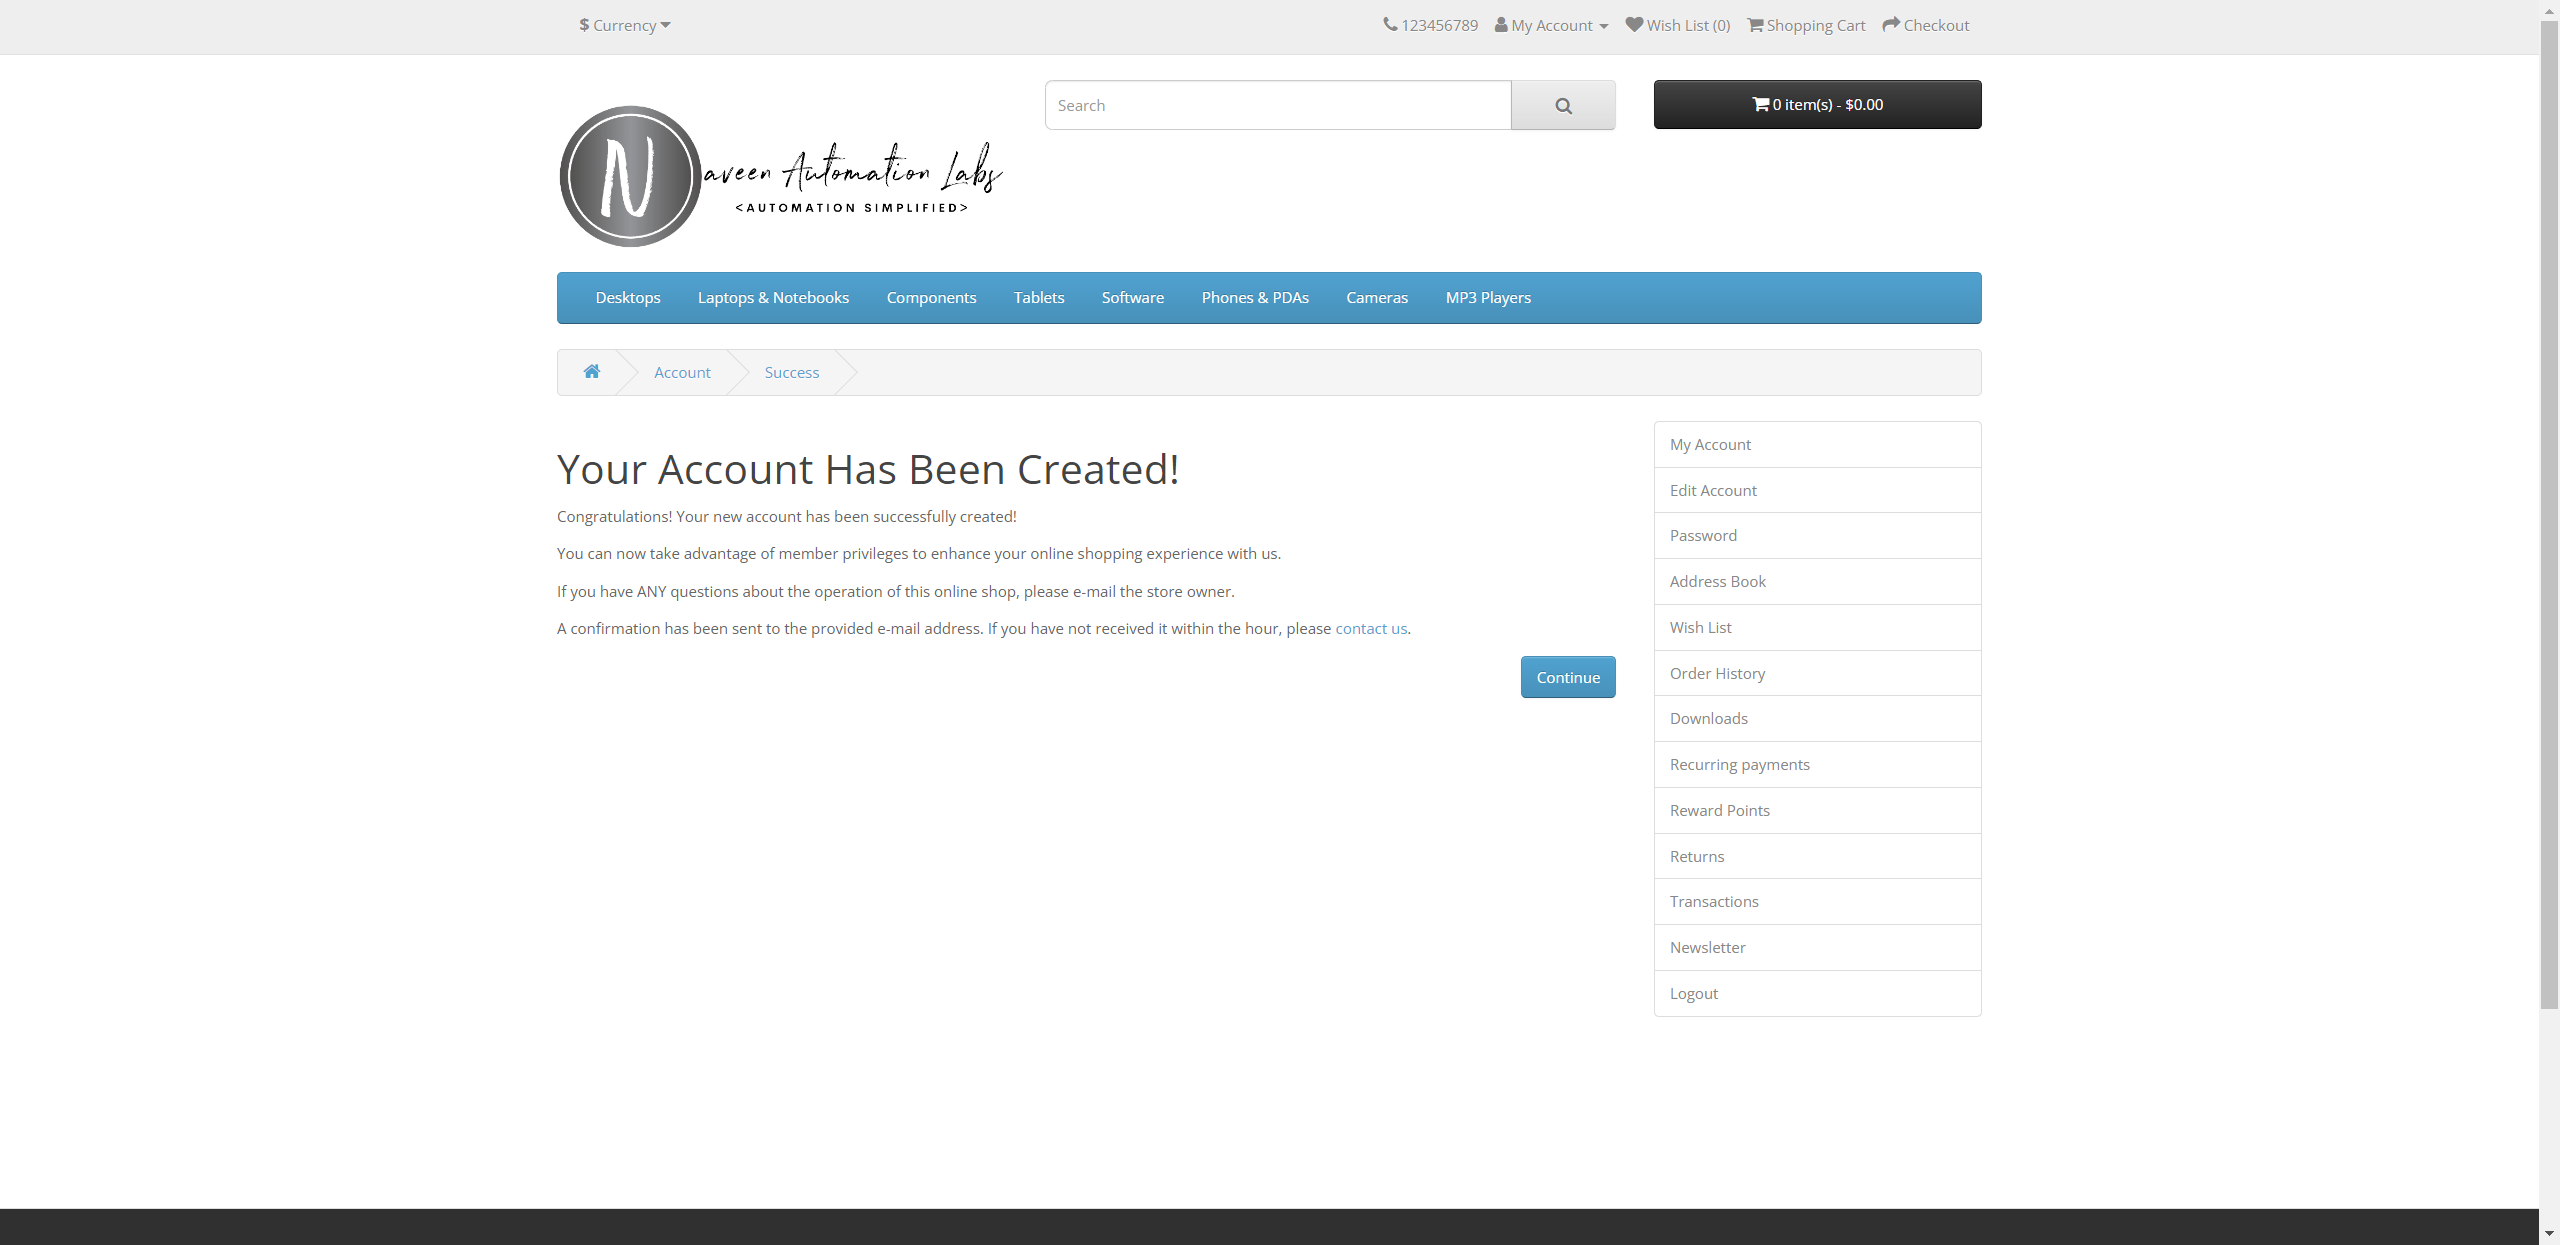 $ Currency
123456789 My Account Wish List (0) Shopping Cart Checkout
Search
0 item(s) - $0.00
Naveen Automation Labs
<AUTOMATION SIMPLIFIED>
Desktops Laptops & Notebooks Components Tablets Software Phones & PDAs Cameras MP3 Players
Account Success
Your Account Has Been Created!
Congratulations! Your new account has been successfully created!
You can now take advantage of member privileges to enhance your online shopping experience with us.
If you have ANY questions about the operation of this online shop, please e-mail the store owner.
A confirmation has been sent to the provided e-mail address. If you have not received it within the hour, please contact us.
Continue
My Account
Edit Account
Password
Address Book
Wish List
Order History
Downloads
Recurring payments
Reward Points
Returns
Transactions
Newsletter
Logout